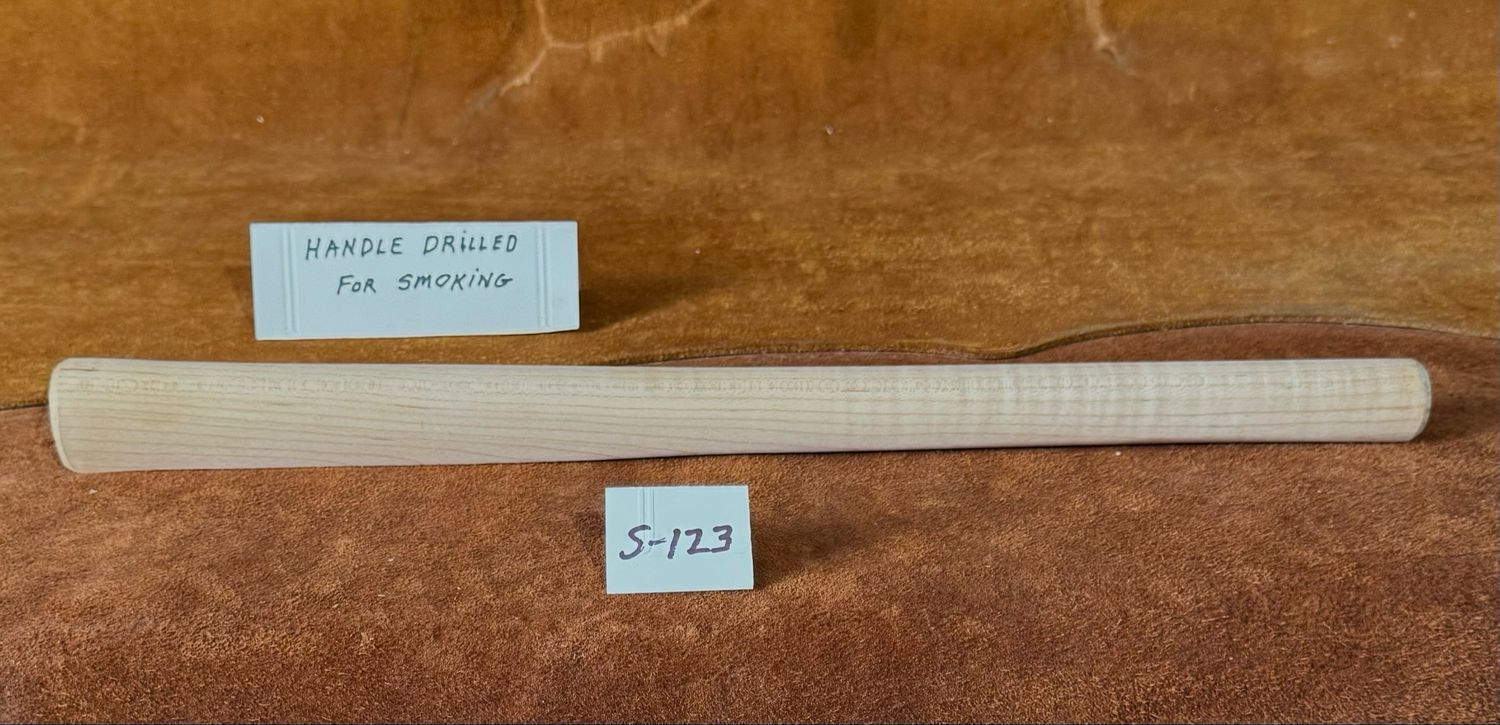 HANDLE DRiLLED
FOR SMOKiNG
S-123